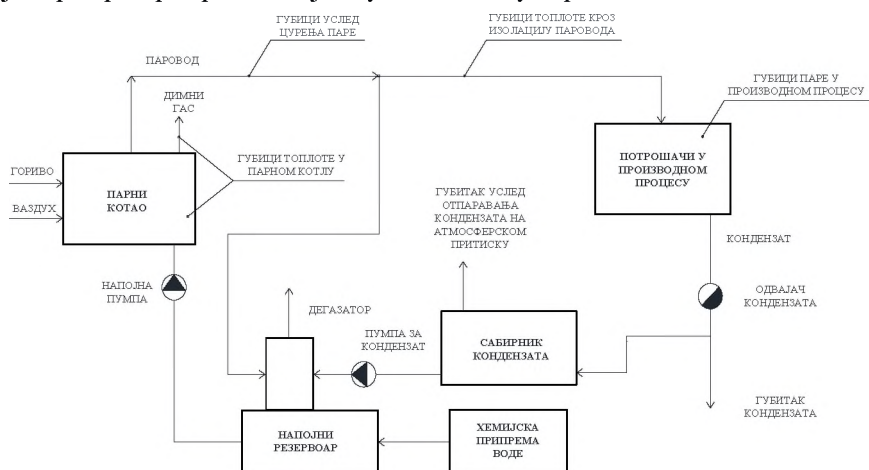 ГУБИЦИ УСЛЕД
ЦУРЕЊА ПАРЕ
ГУБИЦИ ТОПЛОТЕ КРОЗ
ИЗОЛАЦИЈУ ПАРОВОДА
ПАРОВОД
ГУБИЦИ ПАРЕ У
ПРОИЗВОДНОМ ПРОЦЕСУ
ДИМНИ
ГАС
ГОРИВО
ВАЗДУХ
ПАРНИ
КОТАО
ГУБИЦИ ТОПЛОТЕ У
ПАРНОМ КОТЛУ
ПОТРОШАЧИ У
ПРОИЗВОДНОМ
ПРОЦЕСУ
ГУБИТАК УСЛЕД
ОТПАРАВАЊА
КОНДЕНЗАТА НА
АТМОСФЕРСКОМ
ПРИТИСКУ
КОНДЕНЗАТ
НАПОЈНА
ПУМПА
ДЕГАЗАТОР
ПУМПА ЗА
КОНДЕНЗАТ
САБИРНИК
КОНДЕНЗАТА
ОДВАЈАЧ
КОНДЕНЗАТА
ГУБИТАК
КОНДЕНЗАТА
НАПОЈНИ
РЕЗЕРВОАР
ХЕМИЈСКА
ПРИПРЕМА
ВОДЕ